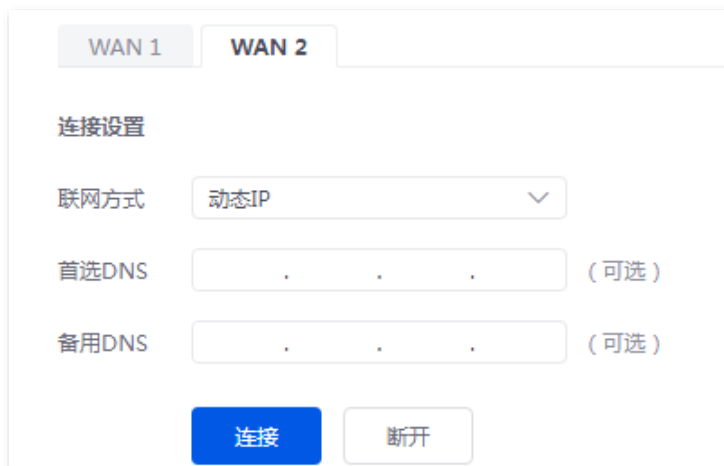 WAN 1 WAN 2
连接设置
联网方式 动态IP
首选DNS . . . (可选)
备用DNS . . . (可选)
连接 断开